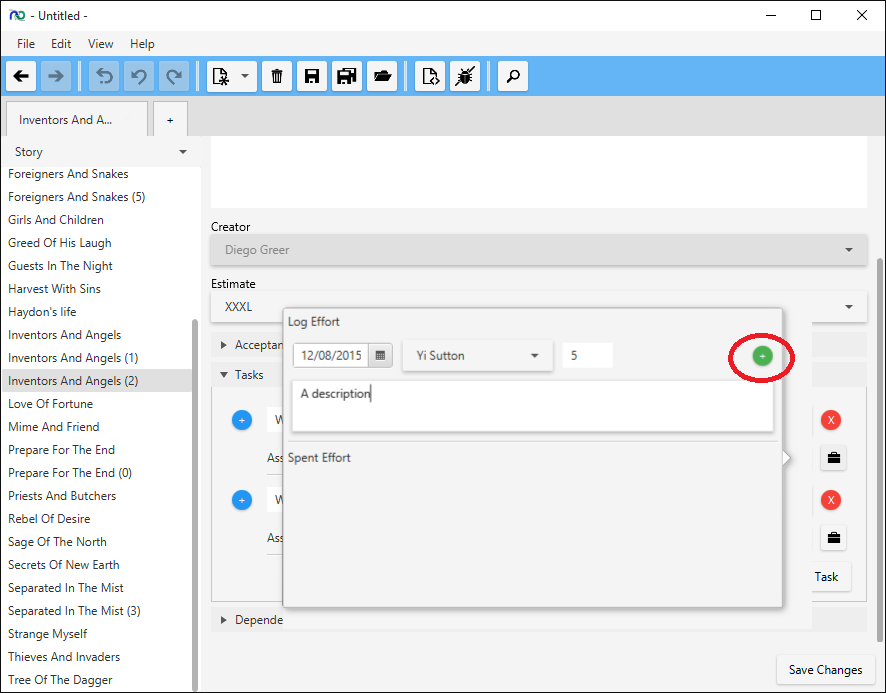 - Untitled -
File Edit View Help
Inventors And A... +
Story
Foreigners And Snakes
Foreigners And Snakes (5)
Girls And Children
Greed Of His Laugh
Guests In The Night
Harvest With Sins
Haydon's life
Inventors And Angels
Inventors And Angels (1)
Inventors And Angels (2)
Love Of Fortune
Mime And Friend
Prepare For The End
Prepare For The End (0)
Priests And Butchers
Rebel Of Desire
Sage Of The North
Secrets Of New Earth
Separated In The Mist
Separated In The Mist (3)
Strange Myself
Thieves And Invaders
Tree Of The Dagger
Creator
Diego Greer
Estimate
XXXL
Acceptan
Tasks
Log Effort
12/08/2015 Yi Sutton 5 +
A description
Spent Effort
+ W X
Ass
+ W X
Ass
Task
Depende
Save Changes